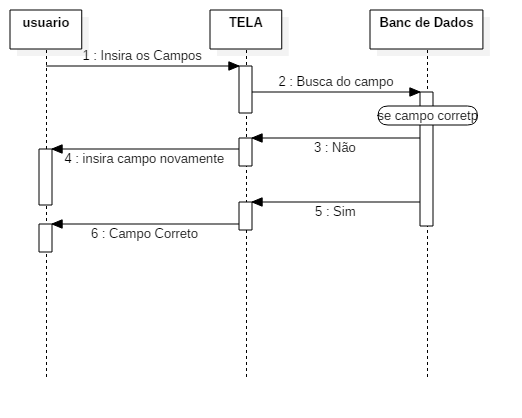 usuario
TELA
Banc de Dados
1 : Insira os Campos
2 : Busca do campo
se campo corretp
3 : Não
4 : insira campo novamente
5 : Sim
6 : Campo Correto